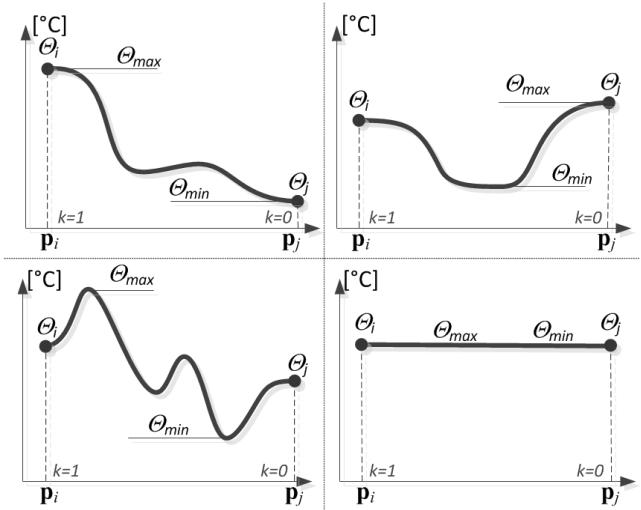 [°C]
Θi Θmax
Θmin Θj
k=1 k=0
pi pj
[°C]
Θmax Θj
Θi
Θmin
k=1 k=0
pi pj
[°C]
Θmax
Θi
Θj
Θmin
k=1 k=0
pi pj
[°C]
Θi Θmax Θmin Θj
k=1 k=0
pi pj